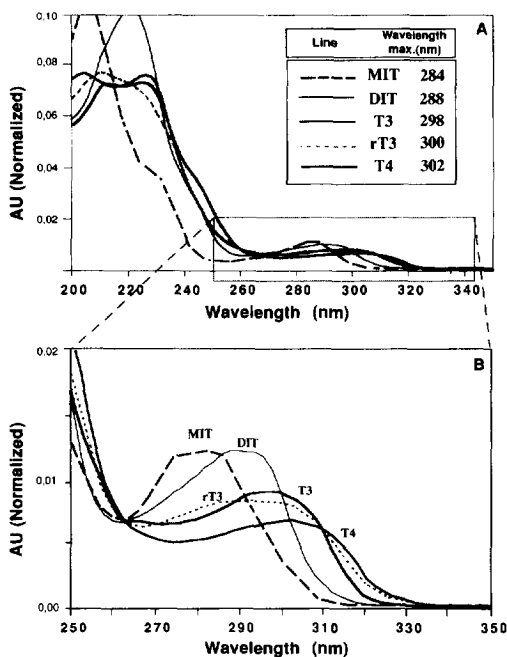 A
Line Wavelength max.(nm)
MIT 284
DIT 288
T3 298
rT3 300
T4 302
AU (Normalized)
0,10
0,08
0,06
0,04
0,02
200 220 240 260 280 300 320 340
Wavelength (nm)
B
AU (Normalized)
0,02
0,01
0,00
MIT
DIT
rT3
T3
T4
250 270 290 310 330 350
Wavelength (nm)